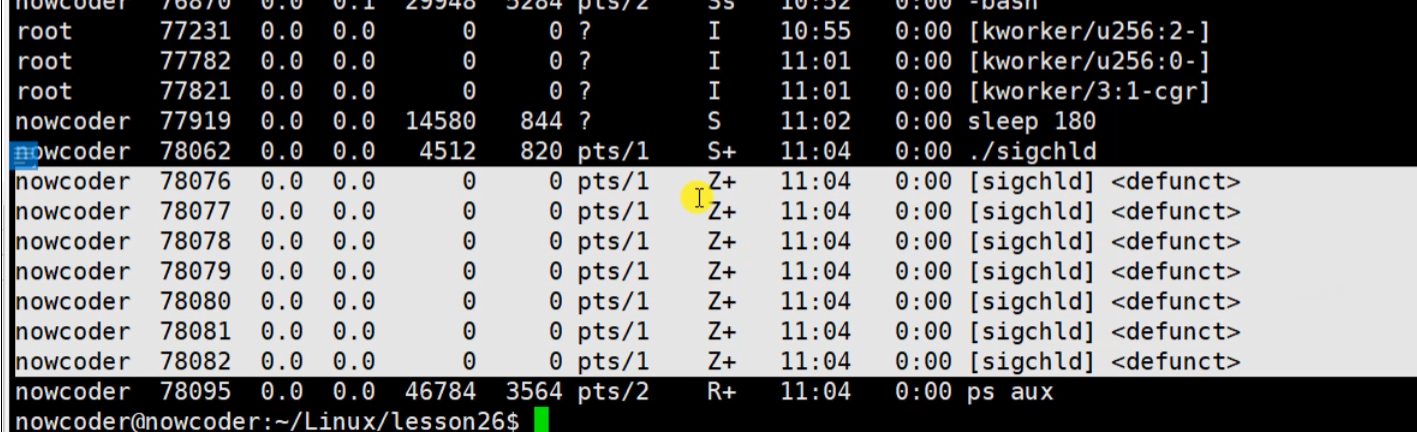 nowcoder 76870 0.0 0.1 29948 5284 pts/2 Ss 10:52 0:00 -bash
root 77231 0.0 0.0 0 0 ? I 10:55 0:00 [kworker/u256:2-]
root 77782 0.0 0.0 0 0 ? I 11:01 0:00 [kworker/u256:0-]
root 77821 0.0 0.0 0 0 ? I 11:01 0:00 [kworker/3:1-cgr]
nowcoder 77919 0.0 0.0 14580 844 ? S 11:02 0:00 sleep 180
nowcoder 78062 0.0 0.0 4512 820 pts/1 S+ 11:04 0:00 ./sigchld
nowcoder 78076 0.0 0.0 0 0 pts/1 Z+ 11:04 0:00 [sigchld] <defunct>
nowcoder 78077 0.0 0.0 0 0 pts/1 Z+ 11:04 0:00 [sigchld] <defunct>
nowcoder 78078 0.0 0.0 0 0 pts/1 Z+ 11:04 0:00 [sigchld] <defunct>
nowcoder 78079 0.0 0.0 0 0 pts/1 Z+ 11:04 0:00 [sigchld] <defunct>
nowcoder 78080 0.0 0.0 0 0 pts/1 Z+ 11:04 0:00 [sigchld] <defunct>
nowcoder 78081 0.0 0.0 0 0 pts/1 Z+ 11:04 0:00 [sigchld] <defunct>
nowcoder 78082 0.0 0.0 0 0 pts/1 Z+ 11:04 0:00 [sigchld] <defunct>
nowcoder 78095 0.0 0.0 46784 3564 pts/2 R+ 11:04 0:00 ps aux
nowcoder@nowcoder:~/Linux/lesson26$